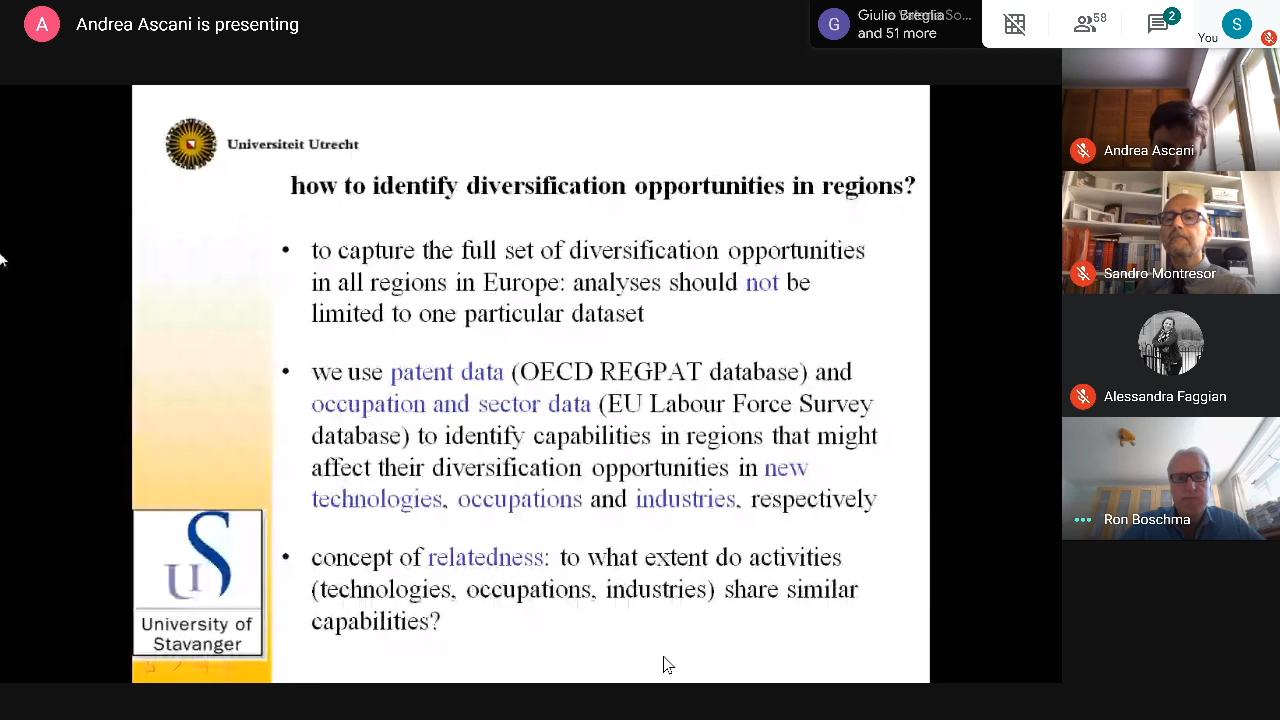 A
Andrea Ascani is presenting
G
Giulio Breglia
and 51 more
58
2
You
S
Universiteit Utrecht
how to identify diversification opportunities in regions?
• to capture the full set of diversification opportunities
in all regions in Europe: analyses should not be
limited to one particular dataset
• we use patent data (OECD REGPAT database) and
occupation and sector data (EU Labour Force Survey
database) to identify capabilities in regions that might
affect their diversification opportunities in new
technologies, occupations and industries, respectively
• concept of relatedness: to what extent do activities
(technologies, occupations, industries) share similar
capabilities?
US
University of
Stavanger
Andrea Ascani
Sandro Montresor
Alessandra Faggian
Ron Boschma